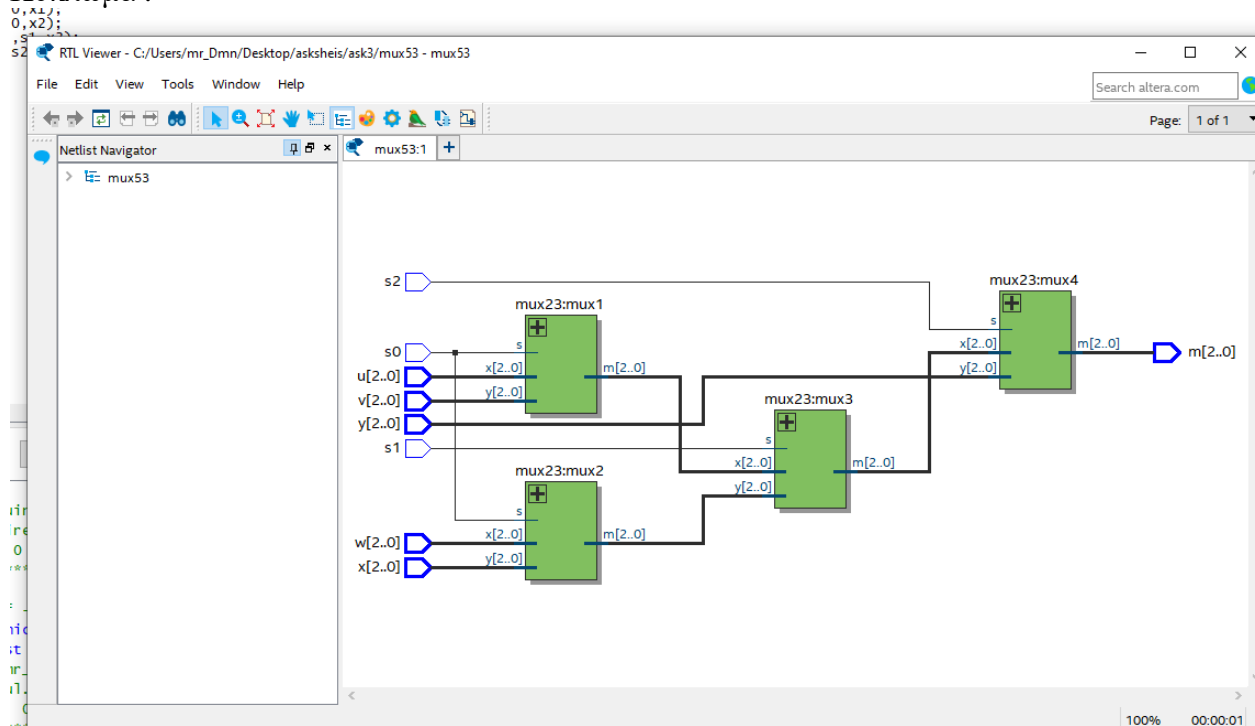 0,x1);
0,x2);
RTL Viewer - C:/Users/mr_Dmn/Desktop/asksheis/ask3/mux53 - mux53
File Edit View Tools Window Help
Search altera.com
Page: 1 of 1
Netlist Navigator
mux53:1
mux53
s2
mux23:mux4
mux23:mux1
s
s
s0
x[2..0]
m[2..0]
m[2..0]
u[2..0]
x[2..0]
m[2..0]
y[2..0]
v[2..0]
y[2..0]
mux23:mux3
y[2..0]
s
s1
x[2..0]
m[2..0]
mux23:mux2
y[2..0]
s
w[2..0]
x[2..0]
m[2..0]
x[2..0]
y[2..0]
100% 00:00:01